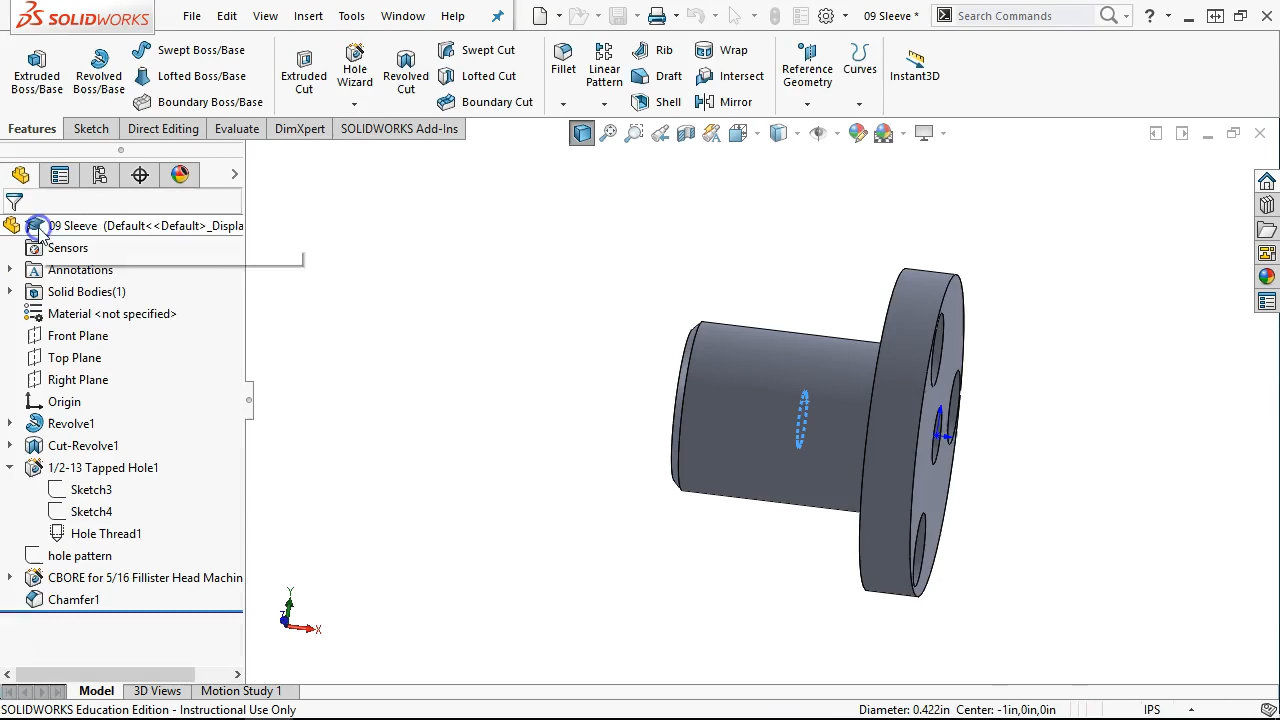 SOLIDWORKS File Edit View Insert Tools Window Help 09 Sleeve * Search Commands
Extruded Boss/Base
Revolved Boss/Base
Swept Boss/Base
Lofted Boss/Base
Boundary Boss/Base
Extruded Cut
Hole Wizard
Revolved Cut
Swept Cut
Lofted Cut
Boundary Cut
Fillet
Linear Pattern
Rib
Draft
Shell
Wrap
Intersect
Mirror
Reference Geometry
Curves
Instant3D
Features Sketch Direct Editing Evaluate DimXpert SOLIDWORKS Add-Ins
09 Sleeve (Default<<Default>_Displa
Sensors
Annotations
Solid Bodies(1)
Material <not specified>
Front Plane
Top Plane
Right Plane
Origin
Revolve1
Cut-Revolve1
1/2-13 Tapped Hole1
Sketch3
Sketch4
Hole Thread1
hole pattern
CBORE for 5/16 Fillister Head Machin
Chamfer1
Y
Z
X
Model 3D Views Motion Study 1
SOLIDWORKS Education Edition - Instructional Use Only Diameter: 0.422in Center: -1in,0in,0in IPS